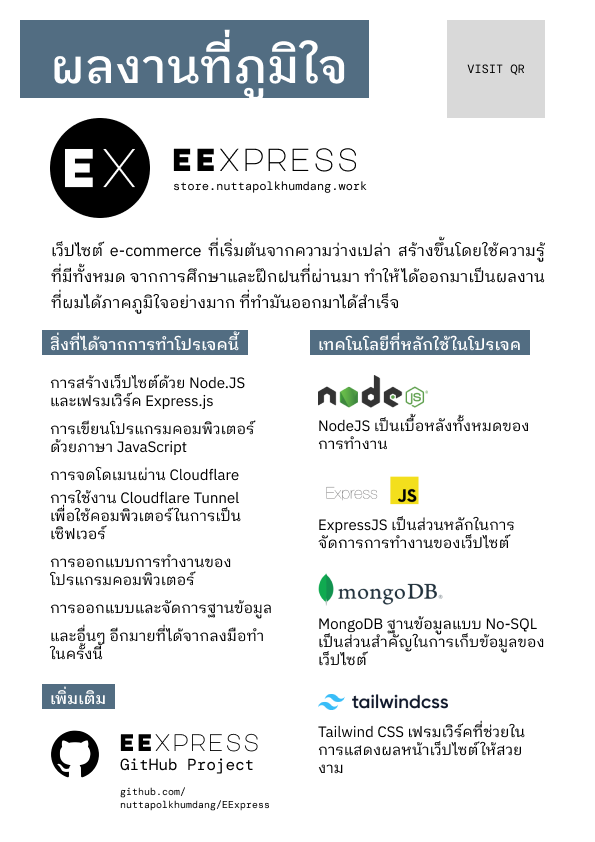 ผลงานที่ภูมิใจ
VISIT QR
EX
EEXPRESS
store.nuttapolkhumdang.work
เว็ปไซต์ e-commerce ที่เริ่มต้นจากความว่างเปล่า สร้างขึ้นโดยใช้ความรู้
ที่มีทั้งหมด จากการศึกษาและฝึกฝนที่ผ่านมา ทำให้ได้ออกมาเป็นผลงาน
ที่ผมได้ภาคภูมิใจอย่างมาก ที่ทำมันออกมาได้สำเร็จ
สิ่งที่ได้จากการทำโปรเจคนี้
การสร้างเว็ปไซต์ด้วย Node.JS
และเฟรมเวิร์ค Express.js
การเขียนโปรแกรมคอมพิวเตอร์
ด้วยภาษา JavaScript
การจดโดเมนผ่าน Cloudflare
การใช้งาน Cloudflare Tunnel
เพื่อใช้คอมพิวเตอร์ในการเป็น
เซิฟเวอร์
การออกแบบการทำงานของ
โปรแกรมคอมพิวเตอร์
การออกแบบและจัดการฐานข้อมูล
และอื่นๆ อีกมายที่ได้จากลงมือทำ
ในครั้งนี้
เพิ่มเติม
EEXPRESS
GitHub Project
github.com/
nuttapolkhumdang/EExpress
เทคโนโลยีที่หลักใช้ในโปรเจค
node
JS
NodeJS เป็นเบื้อหลังทั้งหมดของ
การทำงาน
Express JS
ExpressJS เป็นส่วนหลักในการ
จัดการการทำงานของเว็ปไซต์
mongoDB
MongoDB ฐานข้อมูลแบบ No-SQL
เป็นส่วนสำคัญในการเก็บข้อมูลของ
เว็ปไซต์
tailwindcss
Tailwind CSS เฟรมเวิร์คที่ช่วยใน
การแสดงผลหน้าเว็ปไซต์ให้สวย
งาม